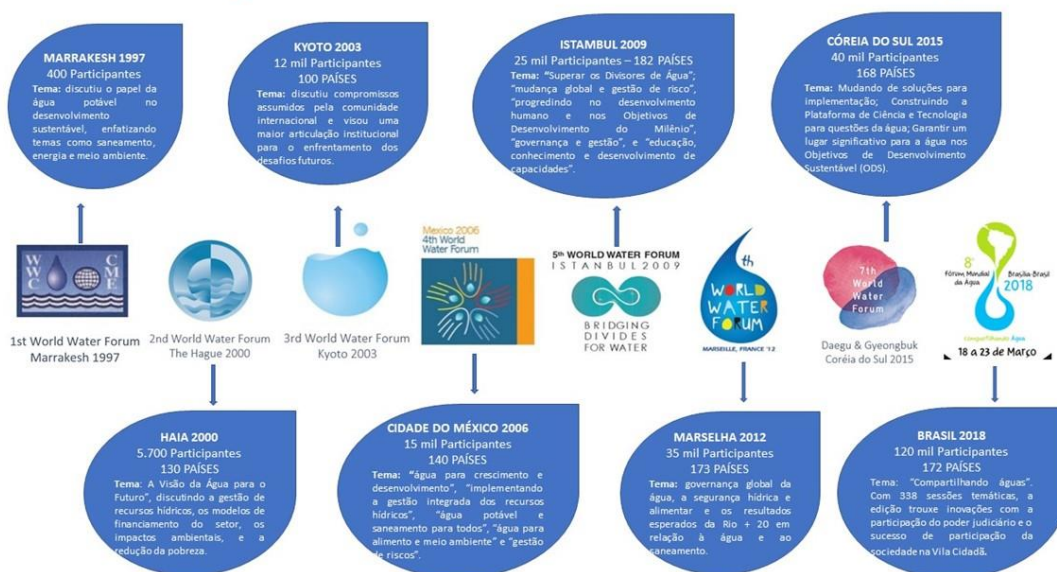 MARRAKESH 1997
400 Participantes
Tema: discutiu o papel da
água potável no
desenvolvimento
sustentável, enfatizando
temas como saneamento,
energia e meio ambiente.
KYOTO 2003
12 mil Participantes
100 PAÍSES
Tema: discutiu compromissos
assumidos pela comunidade
internacional e visou uma
maior articulação institucional
para o enfrentamento dos
desafios futuros.
ISTAMBUL 2009
25 mil Participantes – 182 PAÍSES
Tema: "Superar os Divisores de Água";
"mudança global e gestão de risco",
"progredindo no desenvolvimento
humano e nos Objetivos de
Desenvolvimento do Milênio",
"governança e gestão", e "educação,
conhecimento e desenvolvimento de
capacidades".
CÓREIA DO SUL 2015
40 mil Participantes
168 PAÍSES
Tema: Mudando de soluções para
implementação; Construindo a
Plataforma de Ciência e Tecnologia
para questões da água; Garantir um
lugar significativo para a água nos
Objetivos de Desenvolvimento
Sustentável (ODS).
WWC
CME
1st World Water Forum
Marrakesh 1997
2nd World Water Forum
The Hague 2000
3rd World Water Forum
Kyoto 2003
Mexico 2006
4th World
Water Forum
5th WORLD WATER FORUM
ISTANBUL 2009
BRIDGING
DIVIDES
FOR WATER
6th
WORLD
WATER
FORUM
MARSEILLE, FRANCE '12
7th
World
Water
Forum
Daegu & Gyeongbuk
Coréia do Sul 2015
8º
Fórum Mundial
da Água
Brasília-Brasil
2018
compartilhando Água
18 a 23 de Março
HAIA 2000
5.700 Participantes
130 PAÍSES
Tema: A Visão da Água para o
Futuro", discutindo a gestão de
recursos hídricos, os modelos de
financiamento do setor, os
impactos ambientais, e a
redução da pobreza.
CIDADE DO MÉXICO 2006
15 mil Participantes
140 PAÍSES
Tema: "água para crescimento e
desenvolvimento", "implementando
a gestão integrada dos recursos
hídricos", "água potável e
saneamento para todos", "água para
alimento e meio ambiente" e "gestão
de riscos".
MARSELHA 2012
35 mil Participantes
173 PAÍSES
Tema: governança global da
água, a segurança hídrica e
alimentar e os resultados
esperados da Rio + 20 em
relação à água e ao
saneamento.
BRASIL 2018
120 mil Participantes
172 PAÍSES
Tema: "Compartilhando águas".
Com 338 sessões temáticas, a
edição trouxe inovações com a
participação do poder judiciário e o
sucesso de participação da
sociedade na Vila Cidadã.